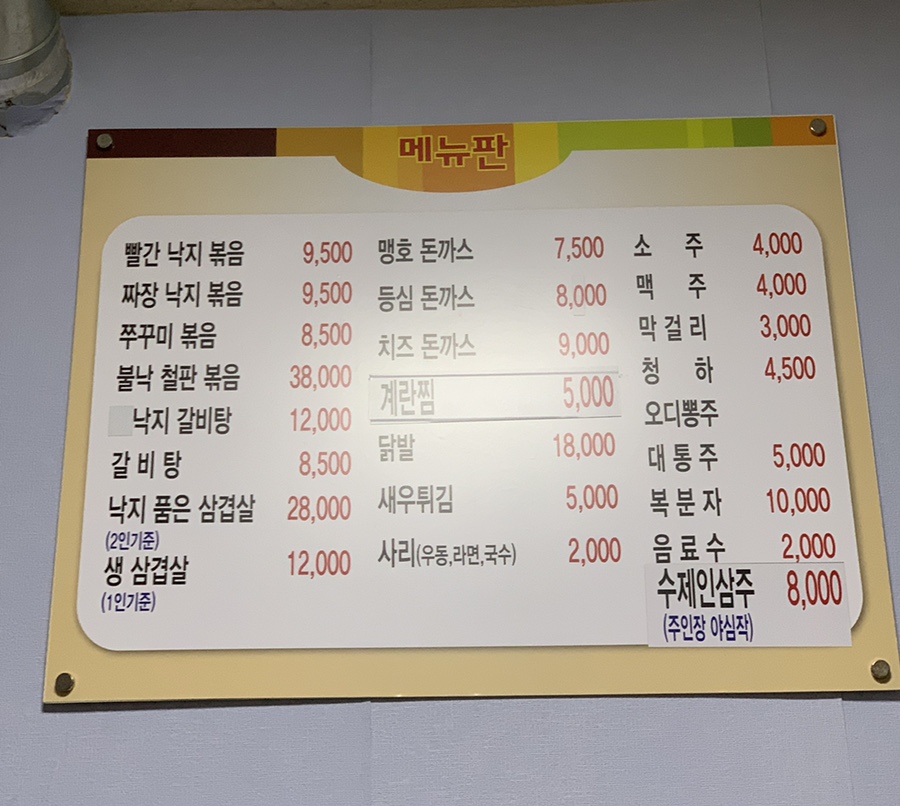 메뉴판
빨간 낙지 볶음 9,500
짜장 낙지 볶음 9,500
쭈꾸미 볶음 8,500
불낙 철판 볶음 38,000
낙지 갈비탕 12,000
갈 비 탕 8,500
낙지 품은 삼겹살 28,000
(2인기준)
생 삼겹살 12,000
(1인기준)
맹호 돈까스 7,500
등심 돈까스 8,000
치즈 돈까스 9,000
계란찜 5,000
닭발 18,000
새우튀김 5,000
사리(우동,라면,국수) 2,000
소 주 4,000
맥 주 4,000
막 걸 리 3,000
청 하 4,500
오디뽕주
대 통 주 5,000
복 분 자 10,000
음 료 수 2,000
수제인삼주 8,000
(주인장 야심작)